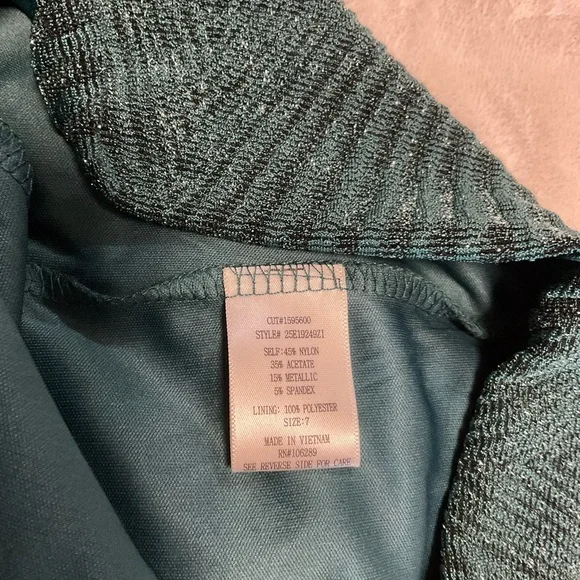 CUT#1595600
STYLE# 25E19249ZI
SELF:45% NYLON
35% ACETATE
15% METALLIC
5% SPANDEX
LINING: 100% POLYESTER
SIZE:7
MADE IN VIETNAM
RN#106289
SEE REVERSE SIDE FOR CARE